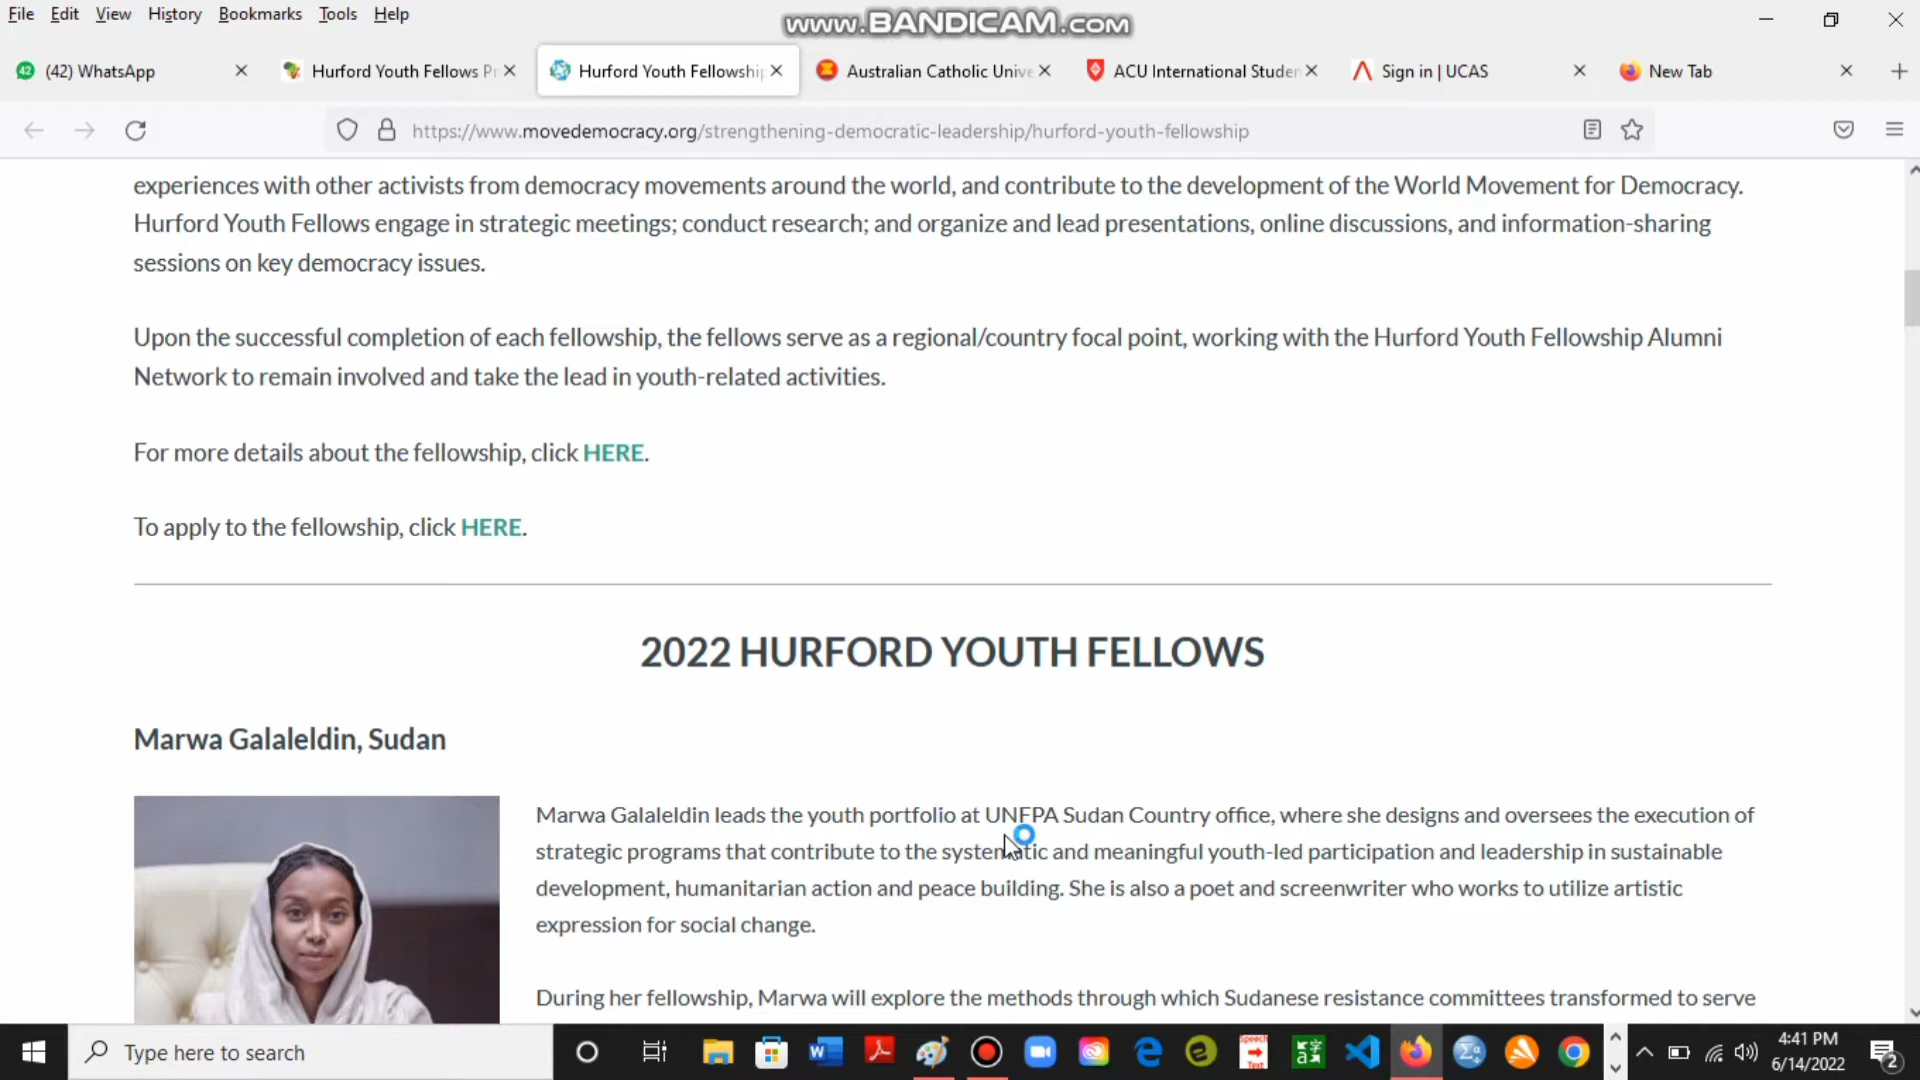 File Edit View History Bookmarks Tools Help
www.BANDICAM.com
42 (42) WhatsApp
Hurford Youth Fellows Pr
Hurford Youth Fellowship
Australian Catholic Unive
ACU International Studen
Sign in | UCAS
New Tab
https://www.movedemocracy.org/strengthening-democratic-leadership/hurford-youth-fellowship
experiences with other activists from democracy movements around the world, and contribute to the development of the World Movement for Democracy.
Hurford Youth Fellows engage in strategic meetings; conduct research; and organize and lead presentations, online discussions, and information-sharing
sessions on key democracy issues.
Upon the successful completion of each fellowship, the fellows serve as a regional/country focal point, working with the Hurford Youth Fellowship Alumni
Network to remain involved and take the lead in youth-related activities.
For more details about the fellowship, click HERE.
To apply to the fellowship, click HERE.
2022 HURFORD YOUTH FELLOWS
Marwa Galaleldin, Sudan
Marwa Galaleldin leads the youth portfolio at UNFPA Sudan Country office, where she designs and oversees the execution of
strategic programs that contribute to the systematic and meaningful youth-led participation and leadership in sustainable
development, humanitarian action and peace building. She is also a poet and screenwriter who works to utilize artistic
expression for social change.
During her fellowship, Marwa will explore the methods through which Sudanese resistance committees transformed to serve
Type here to search
Speech
Text
4:41 PM
6/14/2022
2